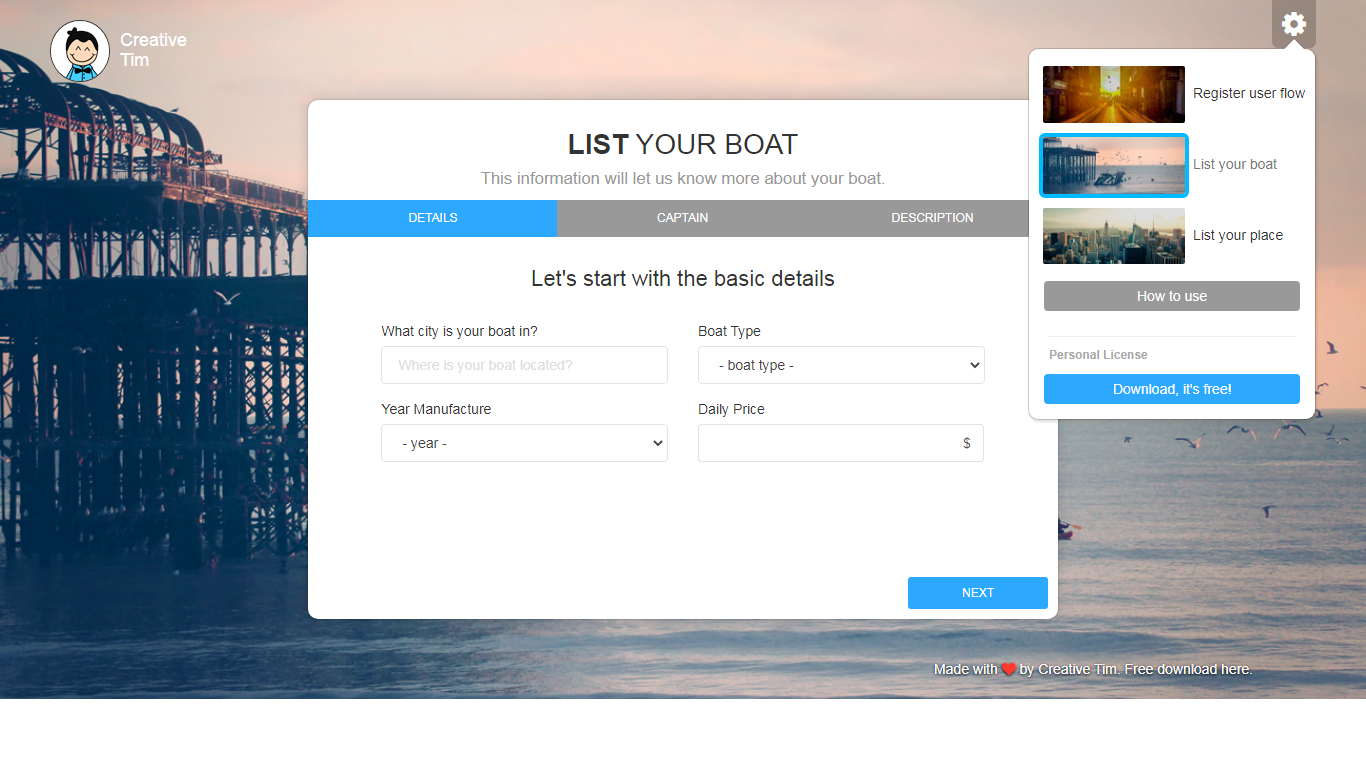 Creative
Tim
LIST YOUR BOAT
This information will let us know more about your boat.
DETAILS
CAPTAIN
DESCRIPTION
Let's start with the basic details
What city is your boat in?
Where is your boat located?
Boat Type
- boat type -
Year Manufacture
- year -
Daily Price
$
NEXT
Register user flow
List your boat
List your place
How to use
Personal License
Download, it's free!
Made with ❤ by Creative Tim. Free download here.